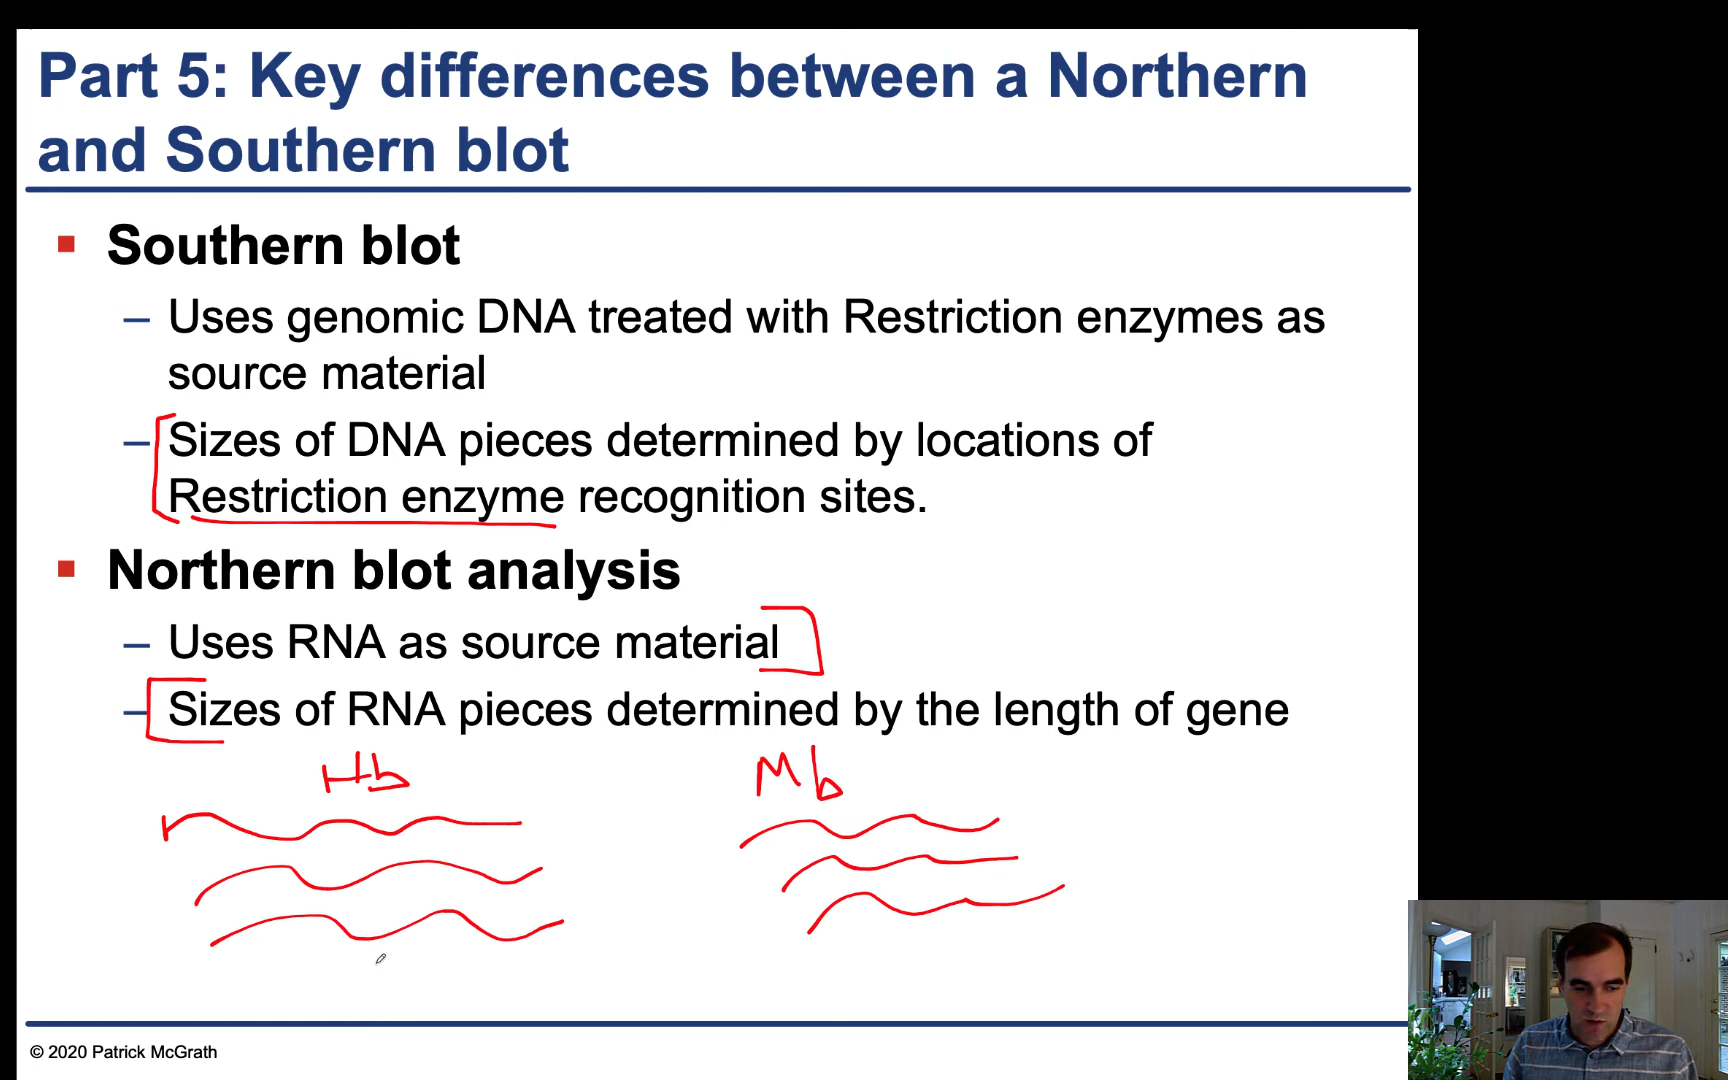 Part 5: Key differences between a Northern
and Southern blot
Southern blot
– Uses genomic DNA treated with Restriction enzymes as
source material
– Sizes of DNA pieces determined by locations of
Restriction enzyme recognition sites.
Northern blot analysis
– Uses RNA as source material
– Sizes of RNA pieces determined by the length of gene
Hb Mb
© 2020 Patrick McGrath